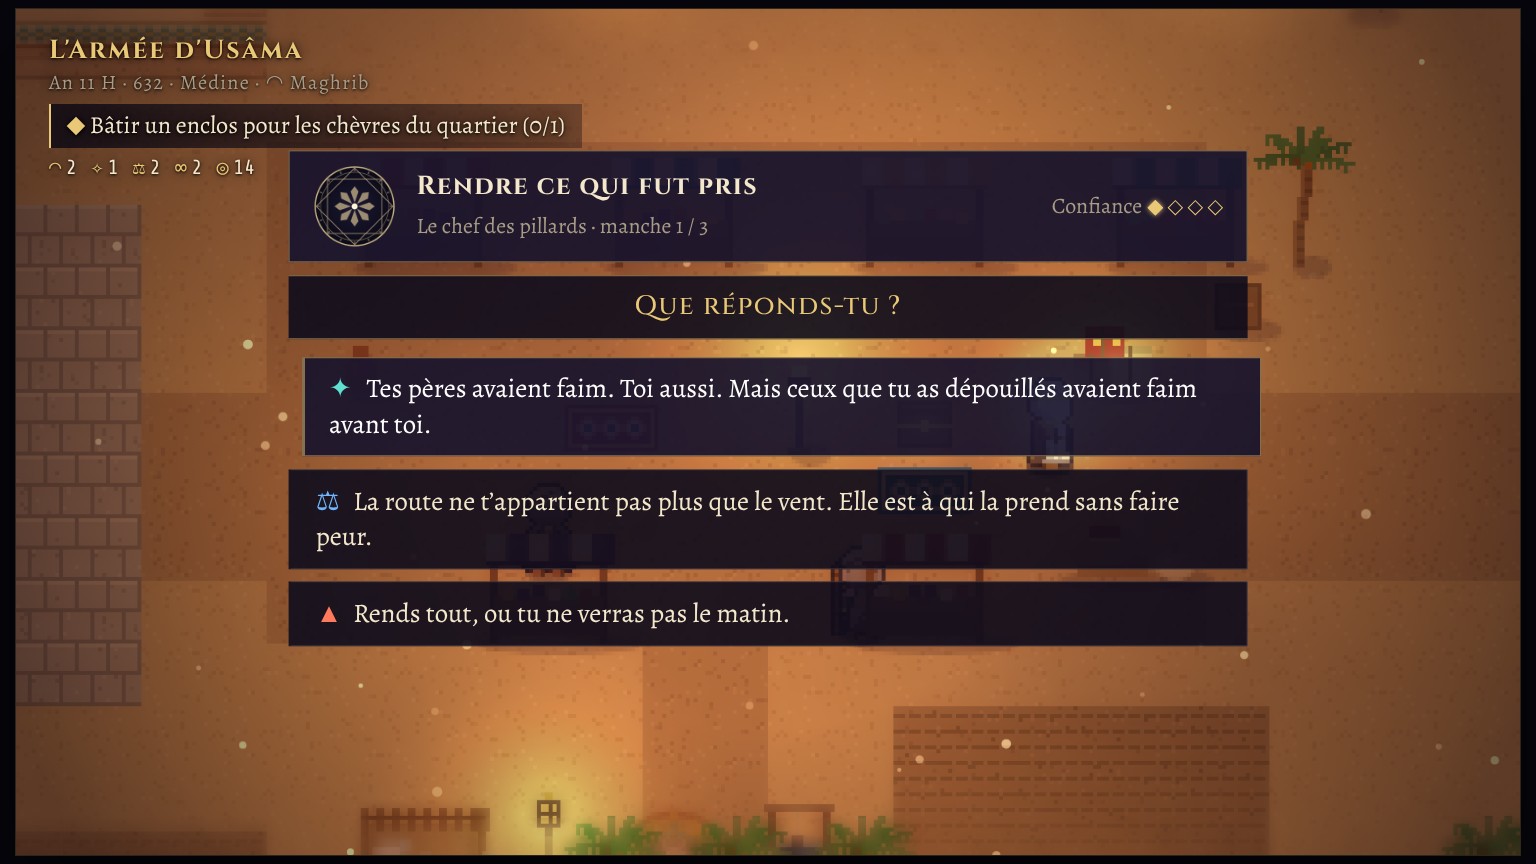 L'Armée d'Usâma
An 11 H · 632 · Médine · ◠ Maghrib
◆ Bâtir un enclos pour les chèvres du quartier (0/1)
◠ 2 ✧ 1 ⚖ 2 ∞ 2 ◎ 14
Rendre ce qui fut pris
Le chef des pillards · manche 1 / 3
Confiance ◆◇◇◇
Que réponds-tu ?
✦ Tes pères avaient faim. Toi aussi. Mais ceux que tu as dépouillés avaient faim
avant toi.
⚖ La route ne t'appartient pas plus que le vent. Elle est à qui la prend sans faire
peur.
▲ Rends tout, ou tu ne verras pas le matin.